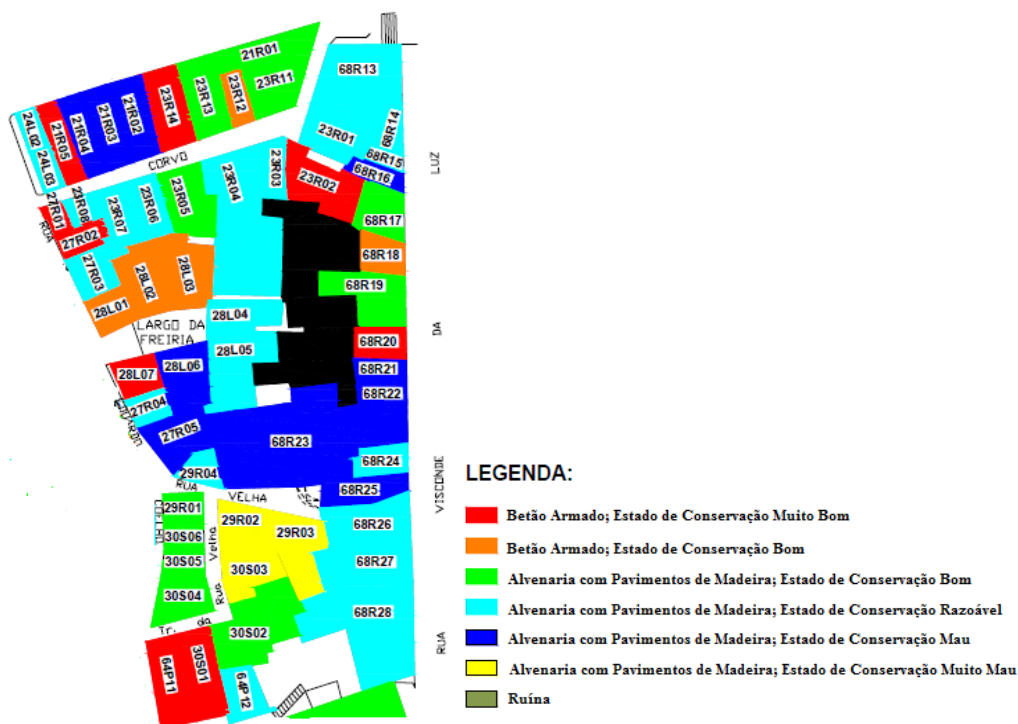 21R01
68R13
23R11
23R12
23R13
23R14
21R02
21R03
21R04
21R05
24L02
24L03
68R14
23R01
68R15
68R16
LUZ
CORVO
23R02
23R03
23R04
23R05
23R06
23R07
23R08
27R01
RUA
27R02
68R17
68R18
27R03
28L03
28L02
28L01
68R19
28L04
LARGO DA
FREIRIA
DA
28L05
68R20
28L06
28L07
68R21
68R22
27R04
27R05
68R23
68R24
29R04
RUA
VELHA
68R25
VISCONDE
LEGENDA:
29R01
29R02
68R26
Betão Armado; Estado de Conservação Muito Bom
30S06
Velha
29R03
Betão Armado; Estado de Conservação Bom
30S05
30S03
68R27
Alvenaria com Pavimentos de Madeira; Estado de Conservação Bom
30S04
Rua
da
Tr.
68R28
Alvenaria com Pavimentos de Madeira; Estado de Conservação Razoável
30S02
RUA
Alvenaria com Pavimentos de Madeira; Estado de Conservação Mau
30S01
64P11
64P12
Alvenaria com Pavimentos de Madeira; Estado de Conservação Muito Mau
Ruína